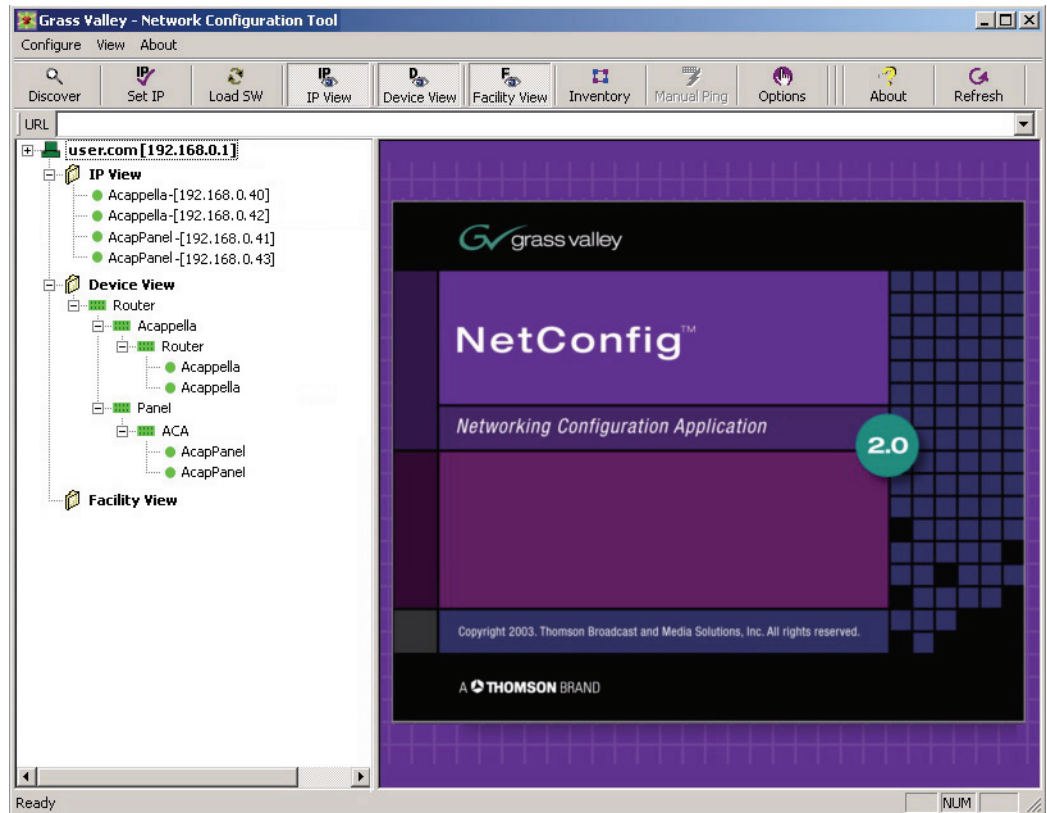 Grass Valley - Network Configuration Tool
Configure View About
Discover Set IP Load SW IP View Device View Facility View Inventory Manual Ping Options About Refresh
URL
user.com [192.168.0.1]
IP View
Acappella-[192.168.0.40]
Acappella-[192.168.0.42]
AcapPanel-[192.168.0.41]
AcapPanel-[192.168.0.43]
Device View
Router
Acappella
Router
Acappella
Acappella
Panel
ACA
AcapPanel
AcapPanel
Facility View
grass valley
NetConfig™
Networking Configuration Application
2.0
Copyright 2003. Thomson Broadcast and Media Solutions, Inc. All rights reserved.
A THOMSON BRAND
Ready NUM